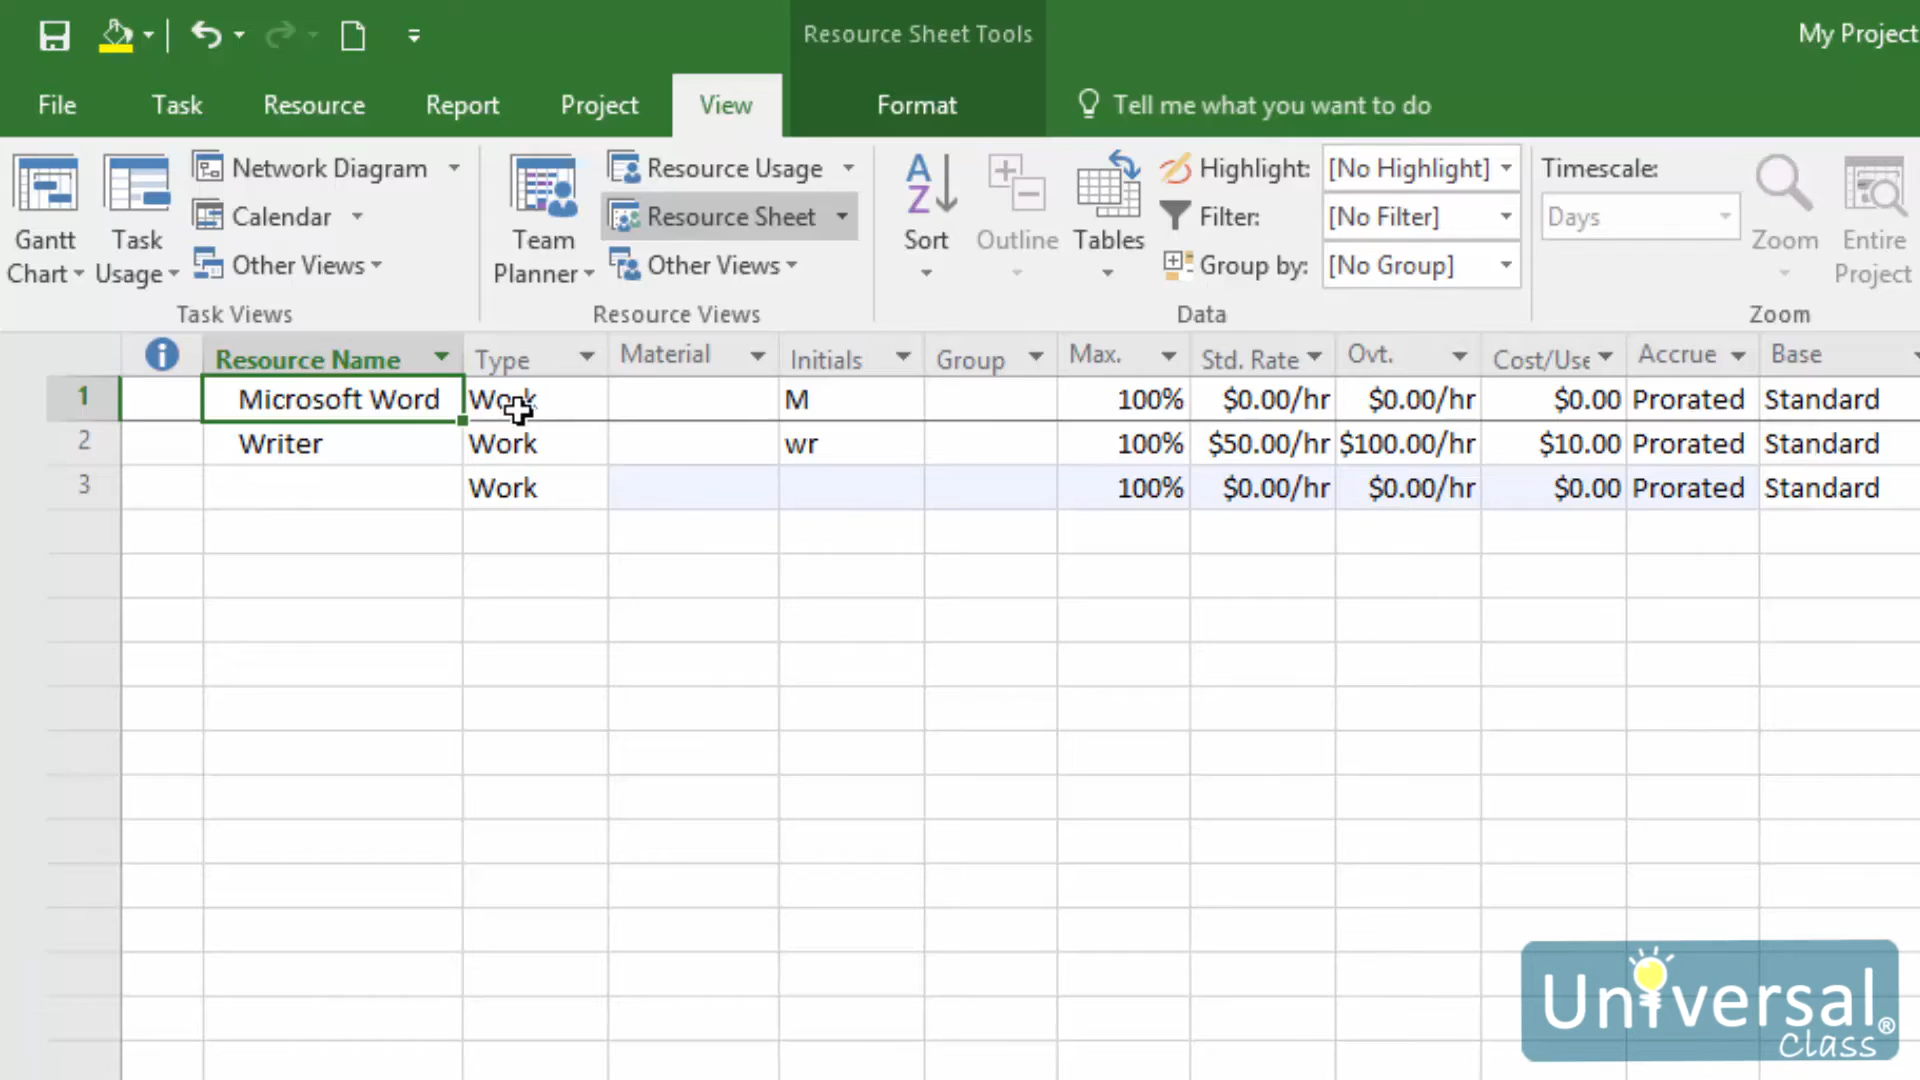 Resource Sheet Tools
My Project
File Task Resource Report Project View Format Tell me what you want to do
Gantt Chart
Task Usage
Network Diagram
Calendar
Other Views
Task Views
Team Planner
Resource Usage
Resource Sheet
Other Views
Resource Views
A Z Sort
Outline
Tables
Highlight: [No Highlight]
Filter: [No Filter]
Group by: [No Group]
Data
Timescale:
Days
Zoom
Entire Project
Zoom
Resource Name Type Material Initials Group Max. Std. Rate Ovt. Cost/Use Accrue Base
1 Microsoft Word Work M 100% $0.00/hr $0.00/hr $0.00 Prorated Standard
2 Writer Work wr 100% $50.00/hr $100.00/hr $10.00 Prorated Standard
3 Work 100% $0.00/hr $0.00/hr $0.00 Prorated Standard
Universal®
Class